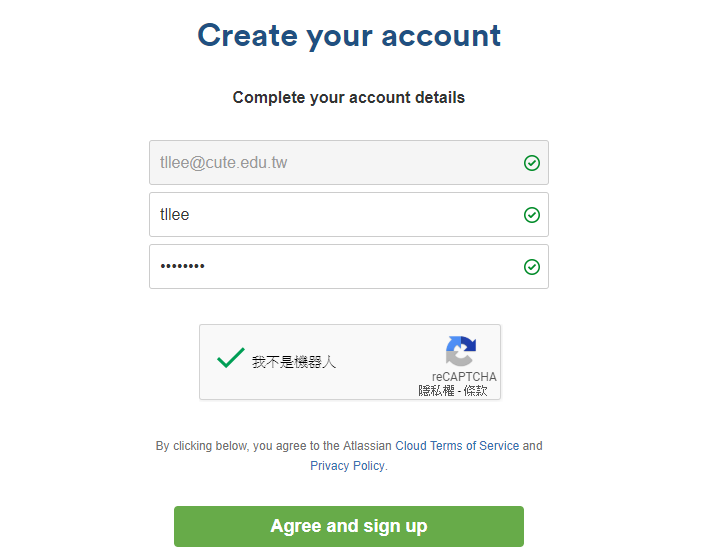 Create your account
Complete your account details
tllee@cute.edu.tw
tllee
••••••••
我不是機器人
reCAPTCHA
隱私權 - 條款
By clicking below, you agree to the Atlassian Cloud Terms of Service and
Privacy Policy.
Agree and sign up